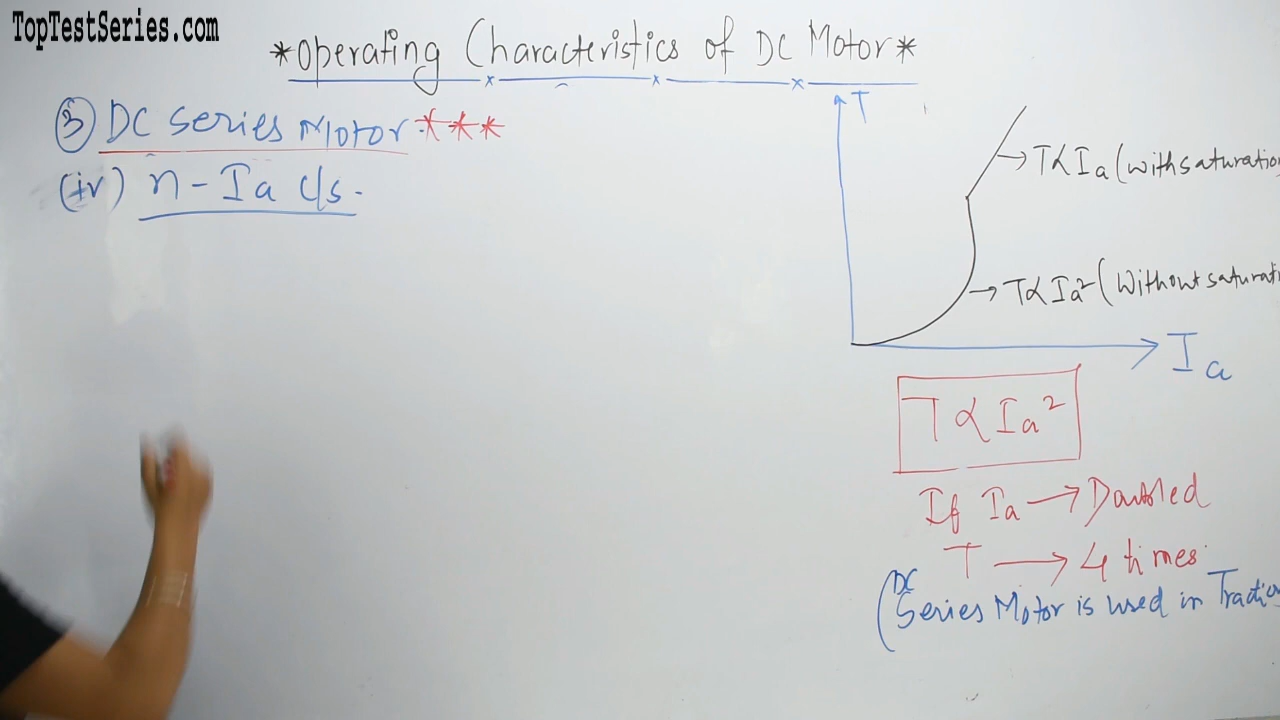 TopTestSeries.com
*Operating Characteristics of DC Motor*
(3) DC Series Motor ***
(iv) n - Ia c/s.
T
→ T∝Ia (with saturation
→ T∝Ia² (Without saturati
Ia
T∝Ia²
If Ia → Doubled
T → 4 times
(DC Series Motor is used in Traction